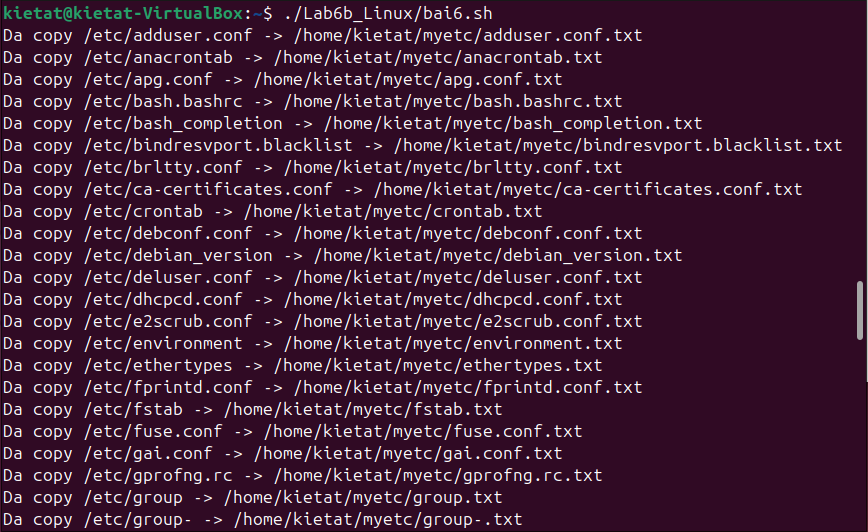 kietat@kietat-VirtualBox:~$ ./Lab6b_Linux/bai6.sh
Da copy /etc/adduser.conf -> /home/kietat/myetc/adduser.conf.txt
Da copy /etc/anacrontab -> /home/kietat/myetc/anacrontab.txt
Da copy /etc/apg.conf -> /home/kietat/myetc/apg.conf.txt
Da copy /etc/bash.bashrc -> /home/kietat/myetc/bash.bashrc.txt
Da copy /etc/bash_completion -> /home/kietat/myetc/bash_completion.txt
Da copy /etc/bindresvport.blacklist -> /home/kietat/myetc/bindresvport.blacklist.txt
Da copy /etc/brltty.conf -> /home/kietat/myetc/brltty.conf.txt
Da copy /etc/ca-certificates.conf -> /home/kietat/myetc/ca-certificates.conf.txt
Da copy /etc/crontab -> /home/kietat/myetc/crontab.txt
Da copy /etc/debconf.conf -> /home/kietat/myetc/debconf.conf.txt
Da copy /etc/debian_version -> /home/kietat/myetc/debian_version.txt
Da copy /etc/deluser.conf -> /home/kietat/myetc/deluser.conf.txt
Da copy /etc/dhcpcd.conf -> /home/kietat/myetc/dhcpcd.conf.txt
Da copy /etc/e2scrub.conf -> /home/kietat/myetc/e2scrub.conf.txt
Da copy /etc/environment -> /home/kietat/myetc/environment.txt
Da copy /etc/ethertypes -> /home/kietat/myetc/ethertypes.txt
Da copy /etc/fprintd.conf -> /home/kietat/myetc/fprintd.conf.txt
Da copy /etc/fstab -> /home/kietat/myetc/fstab.txt
Da copy /etc/fuse.conf -> /home/kietat/myetc/fuse.conf.txt
Da copy /etc/gai.conf -> /home/kietat/myetc/gai.conf.txt
Da copy /etc/gprofng.rc -> /home/kietat/myetc/gprofng.rc.txt
Da copy /etc/group -> /home/kietat/myetc/group.txt
Da copy /etc/group- -> /home/kietat/myetc/group-.txt